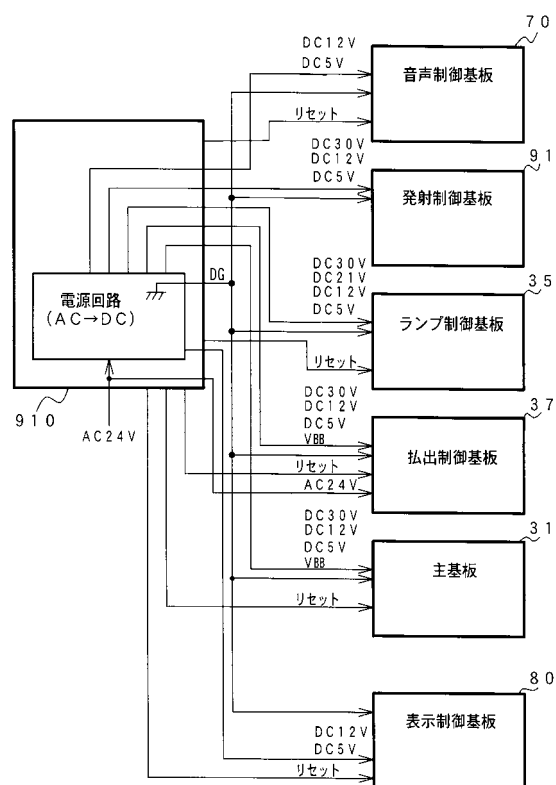 70
DC12V
DC5V
音声制御基板
リセット
DC30V
DC12V
DC5V
91
発射制御基板
DC30V
DC21V
DC12V
DC5V
35
ランプ制御基板
DG
電源回路
(AC→DC)
リセット
910
AC24V
DC30V
DC12V
DC5V
VBB
37
払出制御基板
リセット
AC24V
DC30V
DC12V
DC5V
VBB
31
主基板
リセット
80
表示制御基板
DC12V
DC5V
リセット